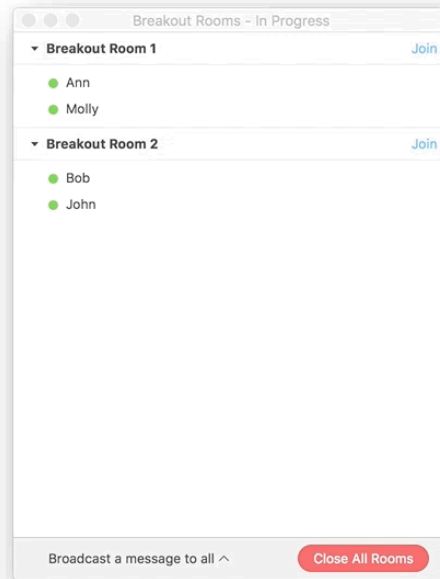 Breakout Rooms - In Progress
Breakout Room 1 Join
Ann
Molly
Breakout Room 2 Join
Bob
John
Broadcast a message to all Close All Rooms